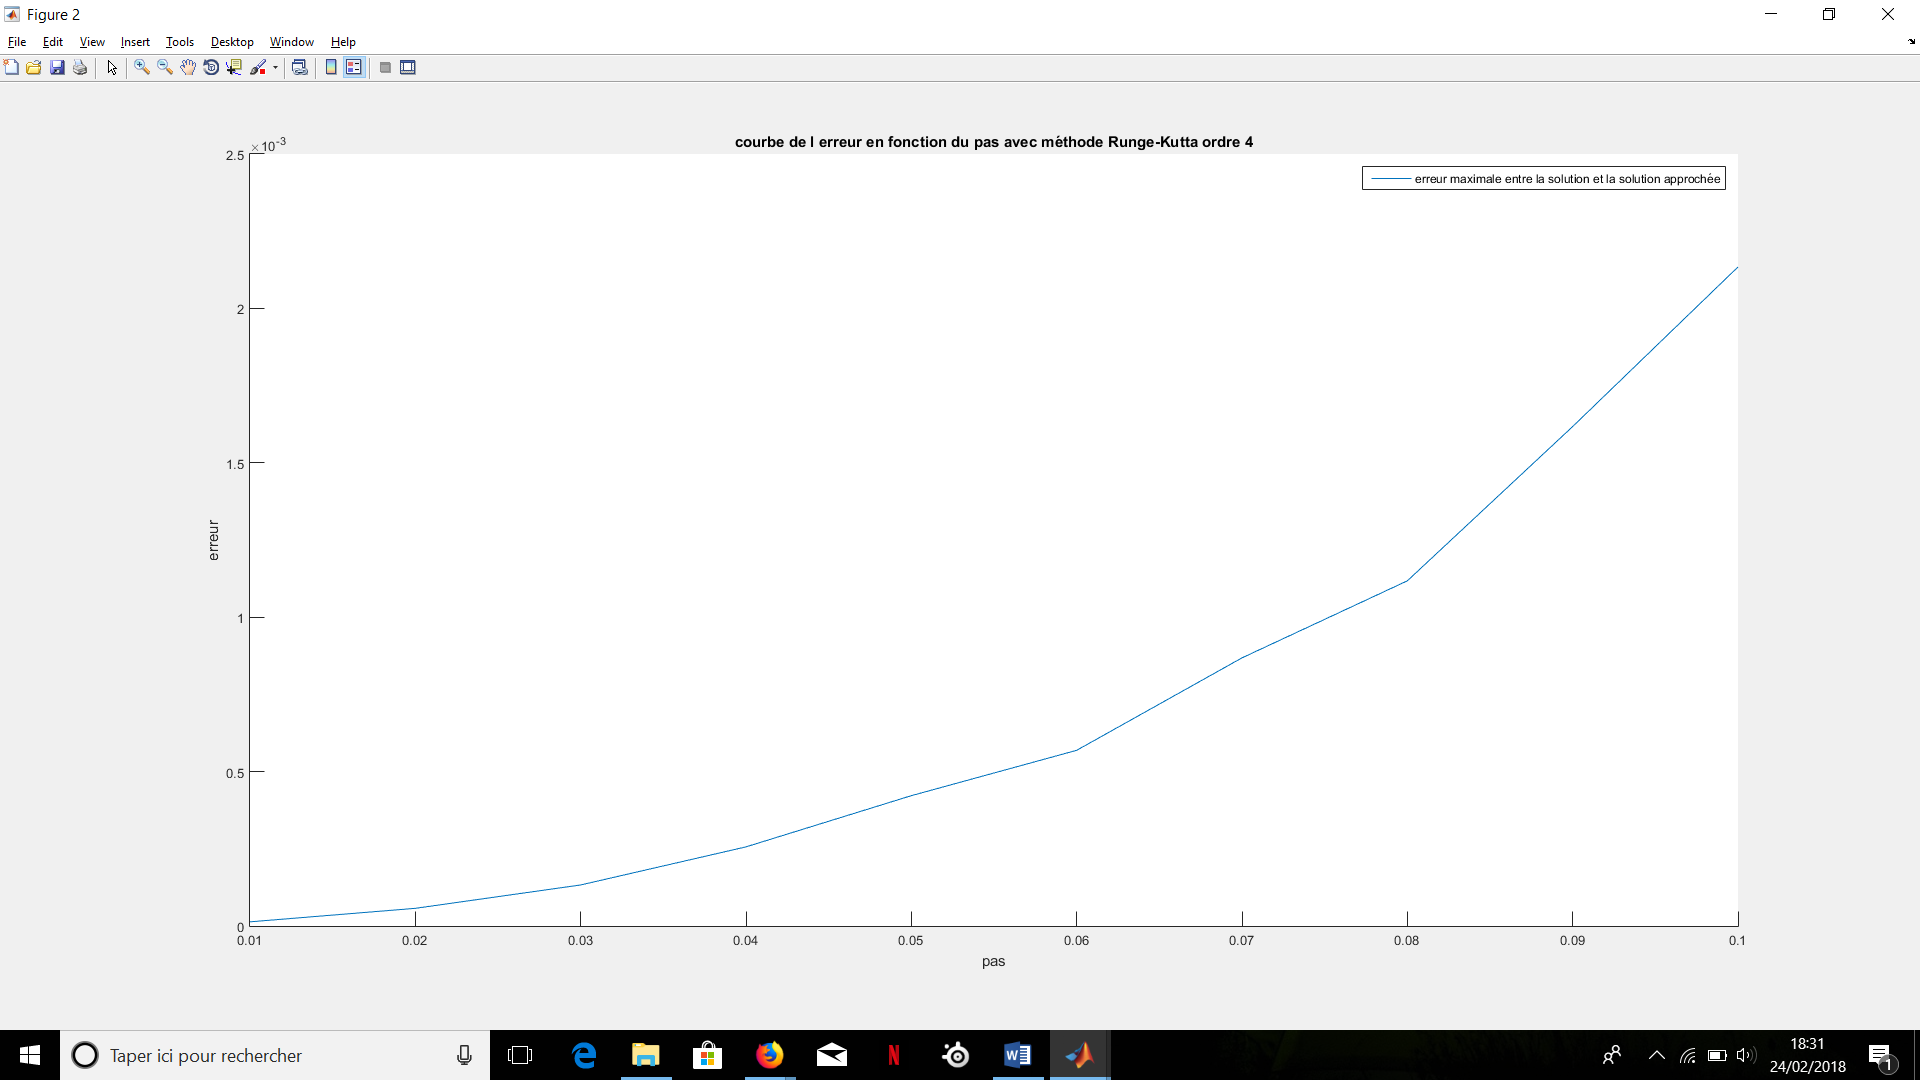 Figure 2
File Edit View Insert Tools Desktop Window Help
courbe de l erreur en fonction du pas avec méthode Runge-Kutta ordre 4
×10-3
2.5
2
1.5
1
0.5
0
erreur
erreur maximale entre la solution et la solution approchée
0.01 0.02 0.03 0.04 0.05 0.06 0.07 0.08 0.09 0.1
pas
Taper ici pour rechercher
18:31
24/02/2018
1